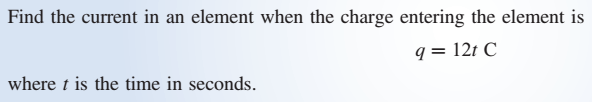 Find the current in an element when the charge entering the element is
q = 12t C
where t is the time in seconds.